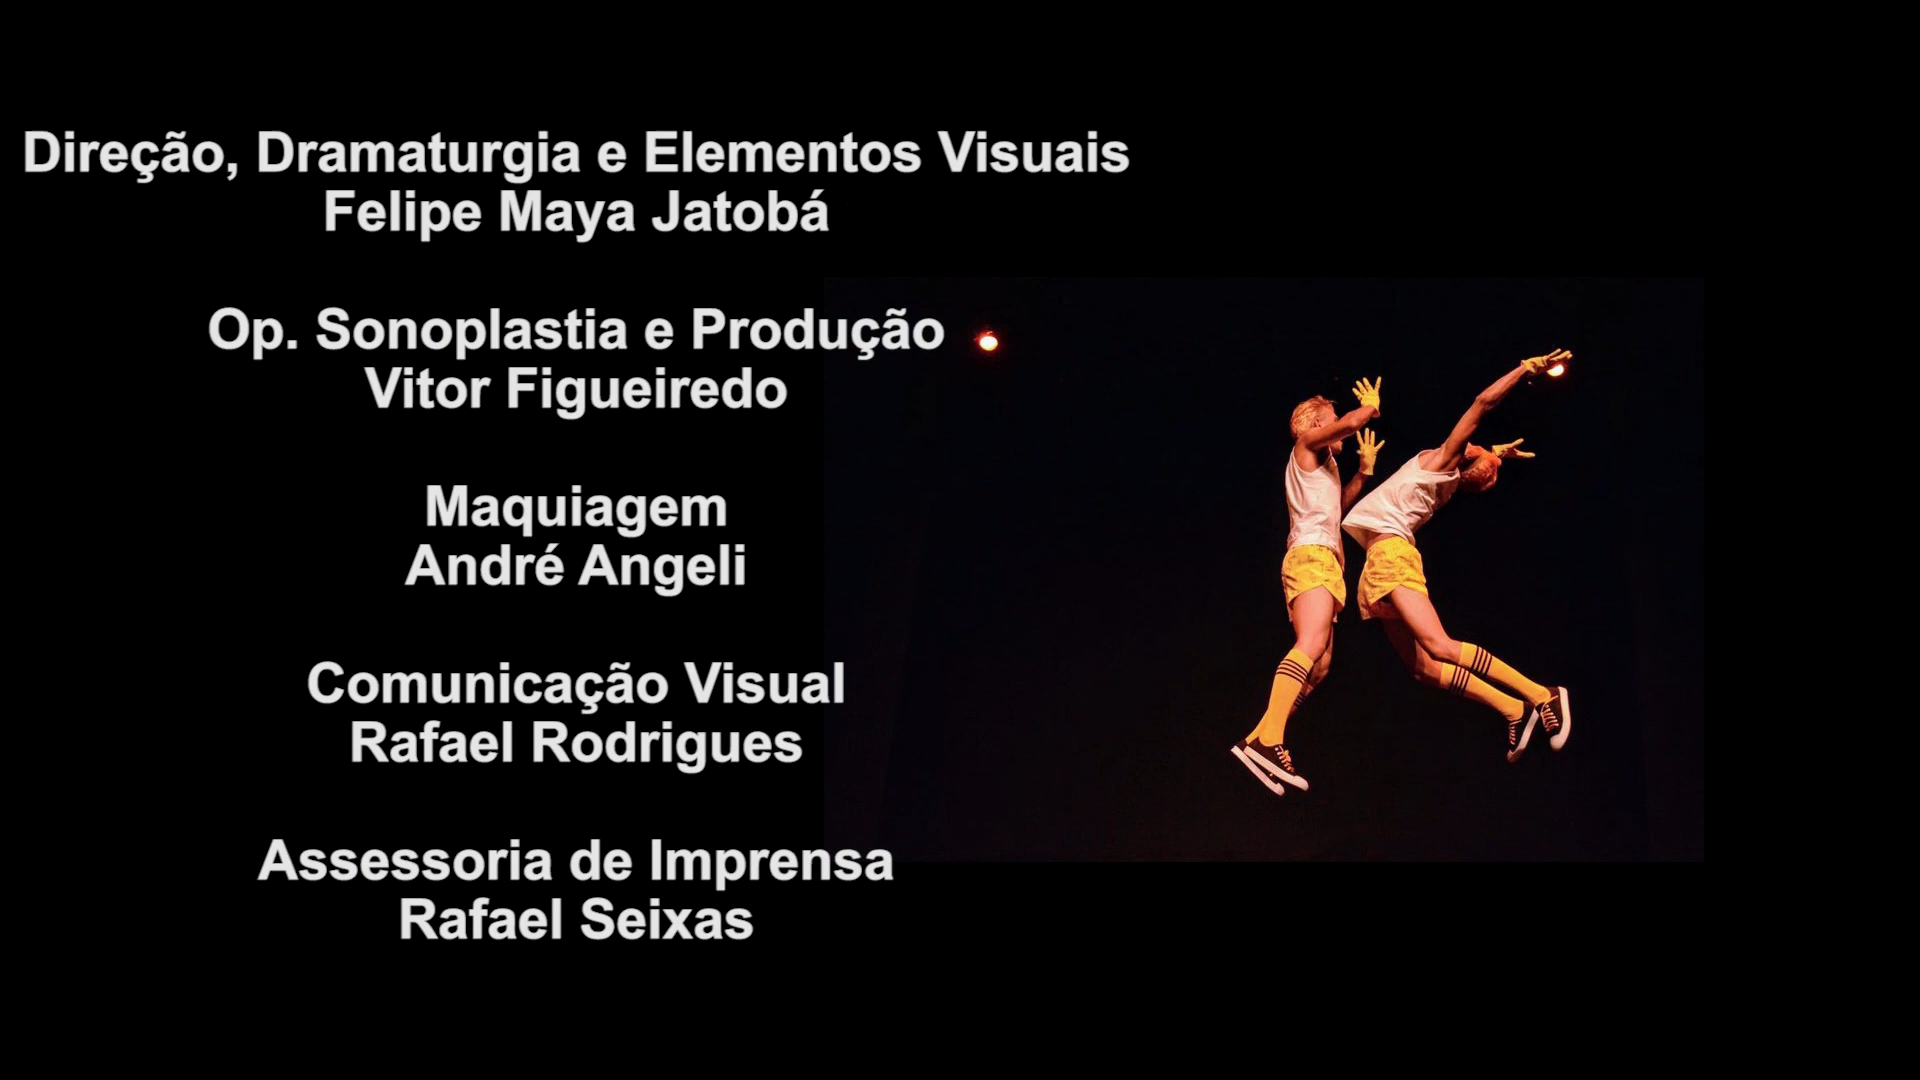 Direção, Dramaturgia e Elementos Visuais
Felipe Maya Jatobá
Op. Sonoplastia e Produção
Vitor Figueiredo
Maquiagem
André Angeli
Comunicação Visual
Rafael Rodrigues
Assessoria de Imprensa
Rafael Seixas